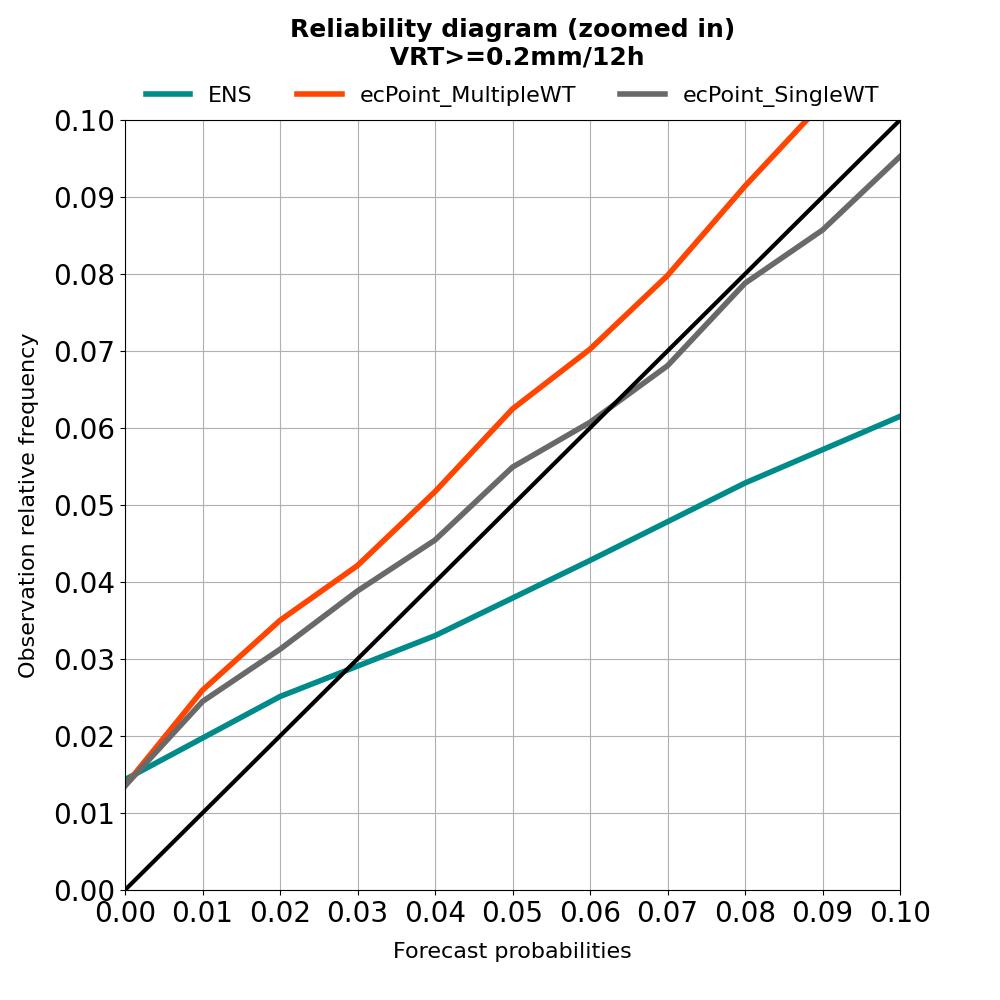 Reliability diagram (zoomed in)
VRT>=0.2mm/12h
ENS ecPoint_MultipleWT ecPoint_SingleWT
0.10
0.09
0.08
0.07
0.06
0.05
0.04
0.03
0.02
0.01
0.00
Observation relative frequency
0.00 0.01 0.02 0.03 0.04 0.05 0.06 0.07 0.08 0.09 0.10
Forecast probabilities